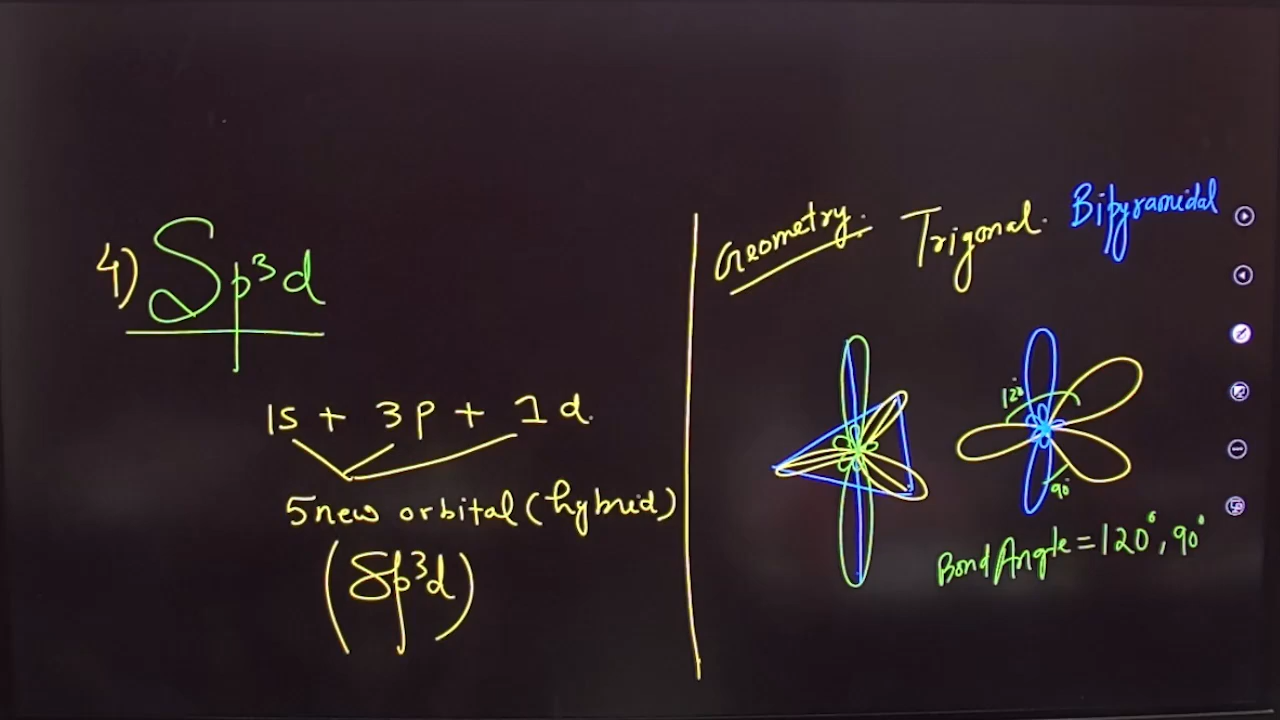 4) Sp³d
1s + 3p + 1d.
5 new orbital (hybrid)
(Sp³d)
Geometry. Trigonal. Bipyramidal
120°
90°
Bond Angle = 120°, 90°